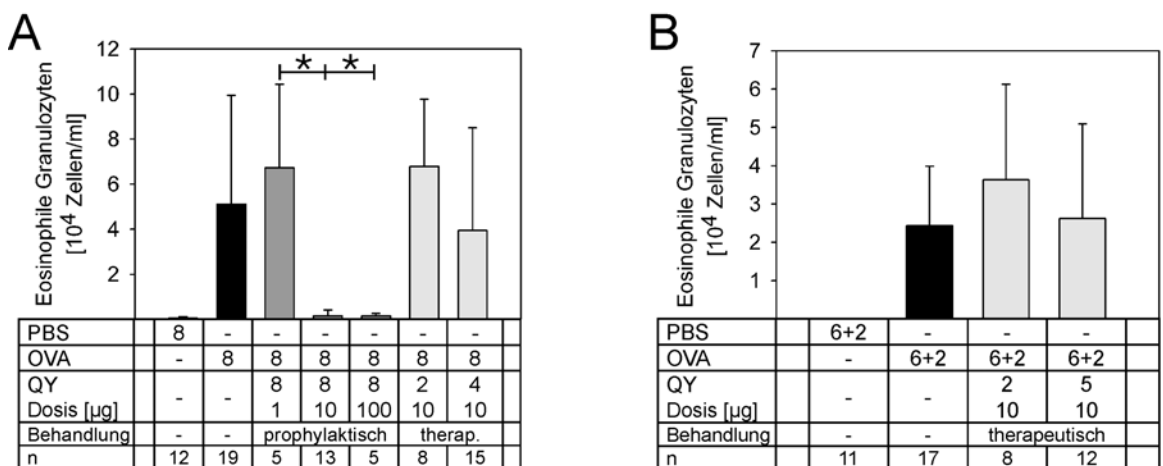 A
Eosinophile Granulozyten
[10⁴ Zellen/ml]
12
10
8
6
4
2
* *
PBS 8 - - - - - -
OVA - 8 8 8 8 8 8
QY - - 8 8 8 2 4
Dosis [µg] 1 10 100 10 10
Behandlung - - prophylaktisch therap.
n 12 19 5 13 5 8 15
B
Eosinophile Granulozyten
[10⁴ Zellen/ml]
7
6
5
4
3
2
1
PBS 6+2 - - -
OVA - 6+2 6+2 6+2
QY - - 2 5
Dosis [µg] 10 10
Behandlung - - therapeutisch
n 11 17 8 12